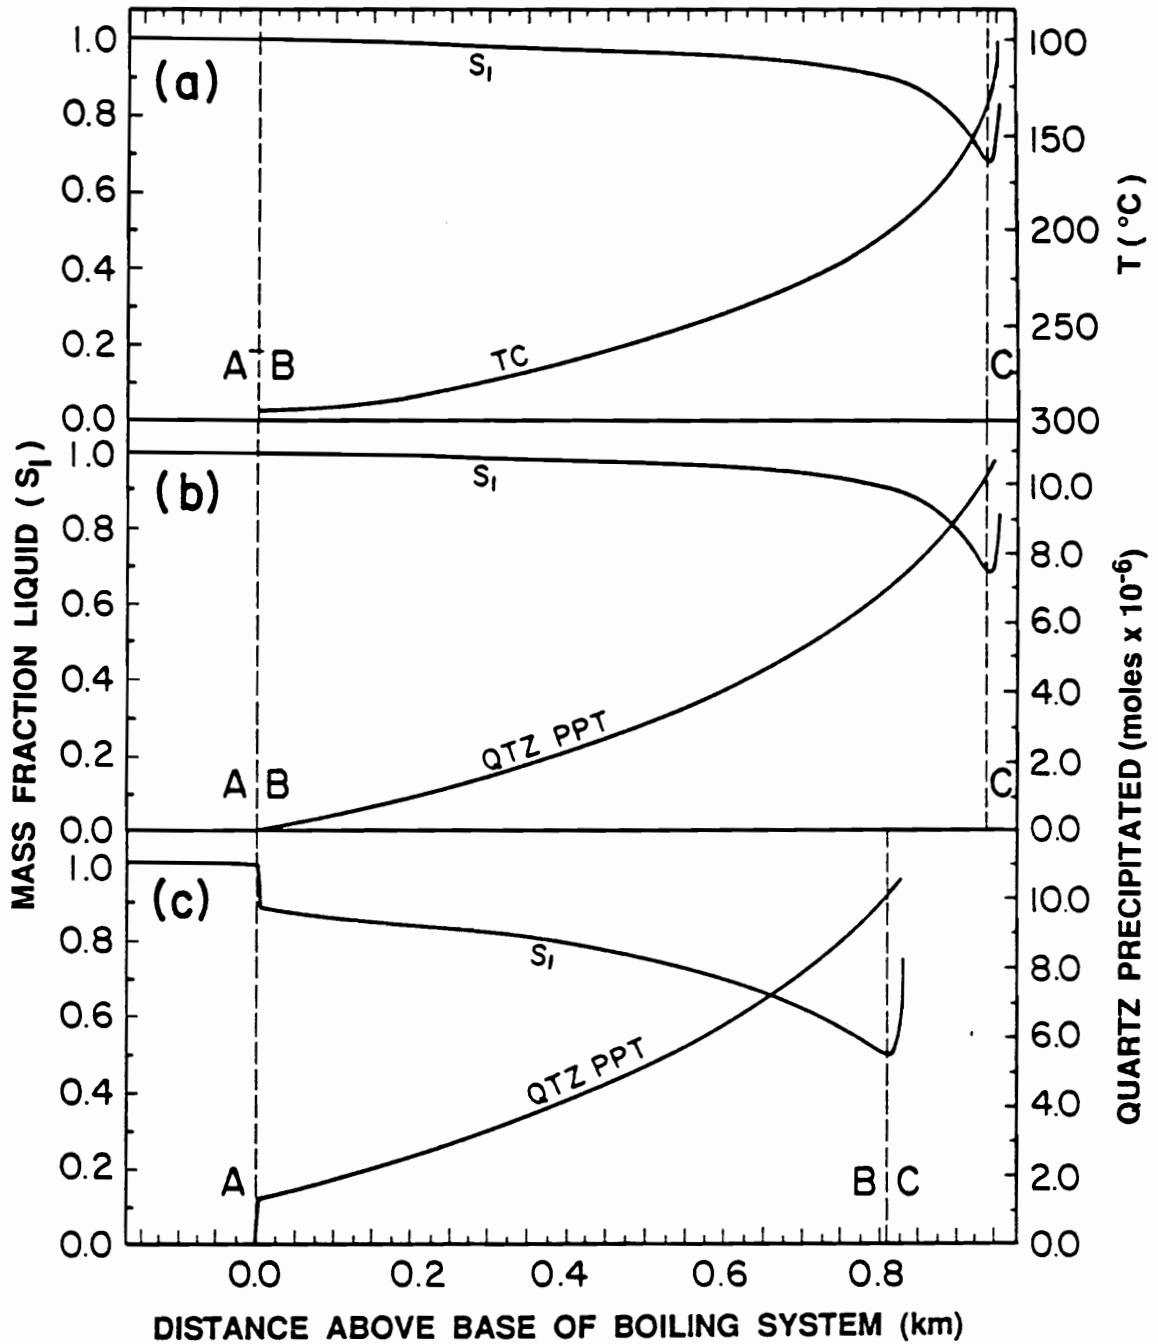 (a)
1.0
0.8
0.6
0.4
0.2
0.0
S₁
TC
A B
C
100
150
200
250
300
T (°C)
(b)
1.0
0.8
0.6
0.4
0.2
0.0
S₁
QTZ PPT
A B
C
10.0
8.0
6.0
4.0
2.0
0.0
(c)
1.0
0.8
0.6
0.4
0.2
0.0
S₁
QTZ PPT
A
B C
10.0
8.0
6.0
4.0
2.0
0.0
MASS FRACTION LIQUID (S₁)
QUARTZ PRECIPITATED (moles x 10⁻⁶)
0.0 0.2 0.4 0.6 0.8
DISTANCE ABOVE BASE OF BOILING SYSTEM (km)